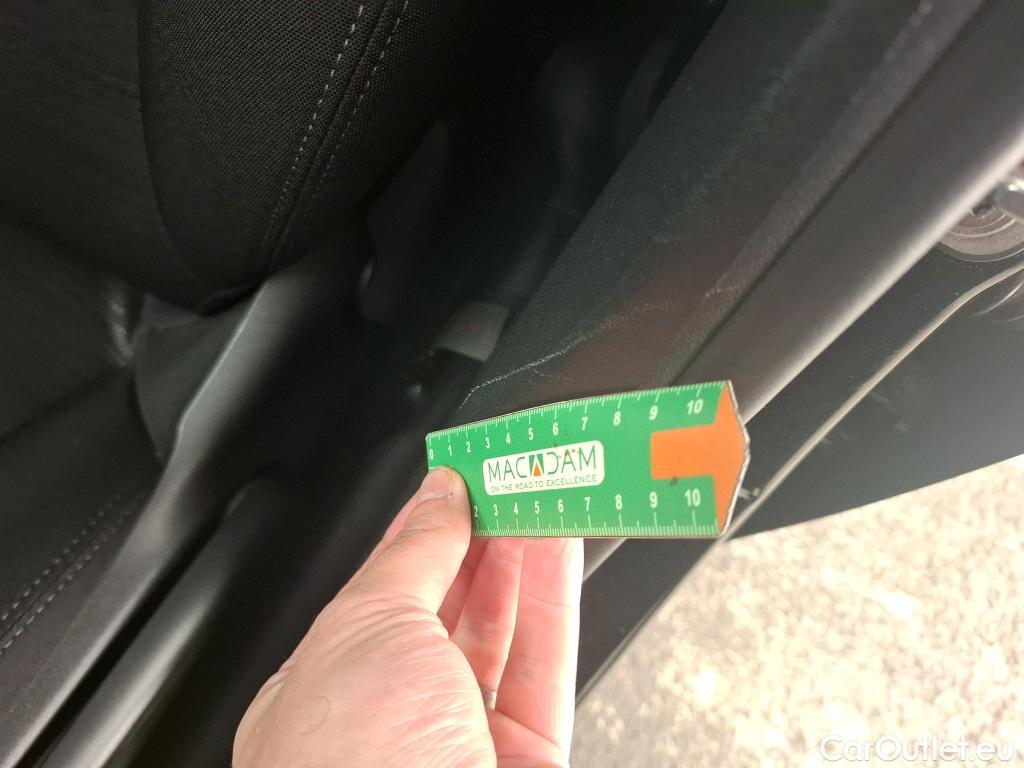 0 1 2 3 4 5 6 7 8 9 10
MACADAM
ON THE ROAD TO EXCELLENCE
2 3 4 5 6 7 8 9 10
CarOutlet.eu